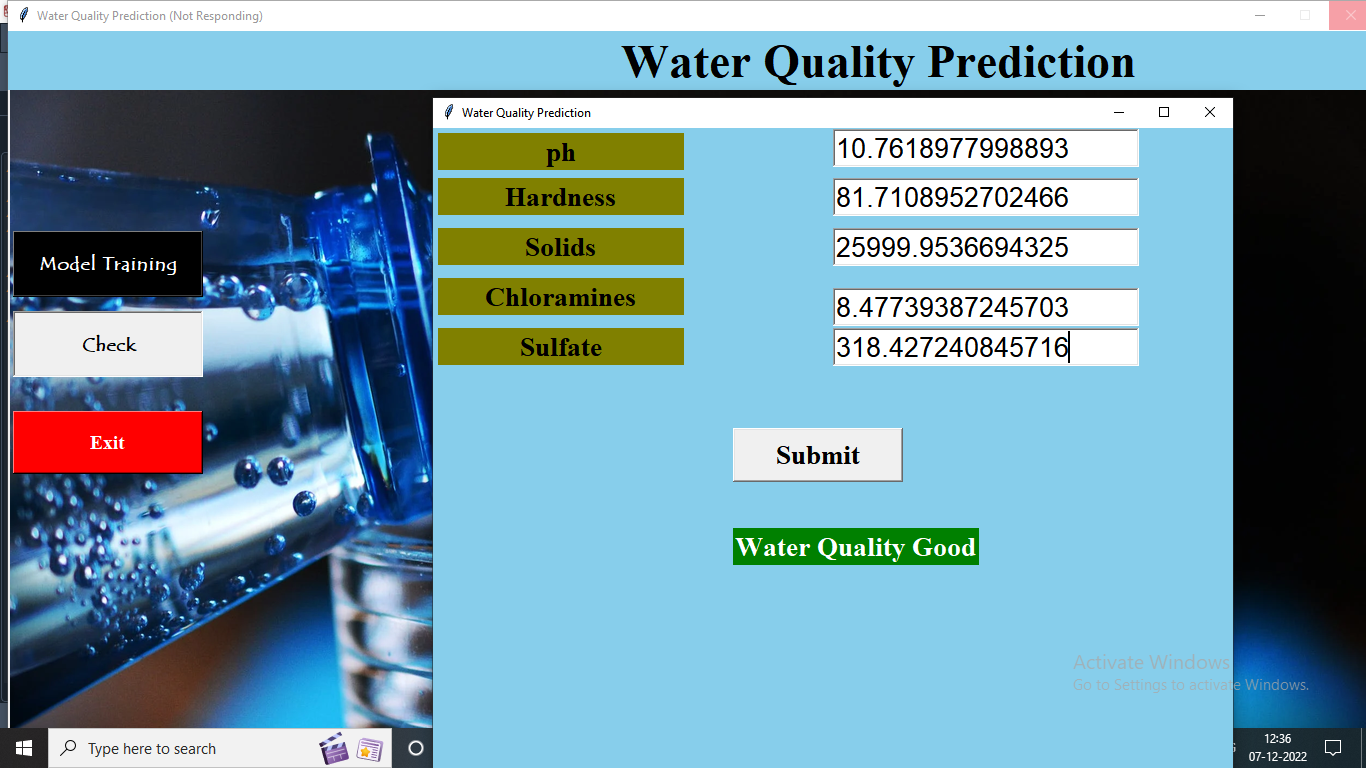 Water Quality Prediction (Not Responding)
Water Quality Prediction
Water Quality Prediction
ph 10.7618977998893
Hardness 81.7108952702466
Solids 25999.9536694325
Chloramines 8.47739387245703
Sulfate 318.427240845716
Model Training
Check
Exit
Submit
Water Quality Good
Activate Windows
Go to Settings to activate Windows.
Type here to search
12:36
07-12-2022